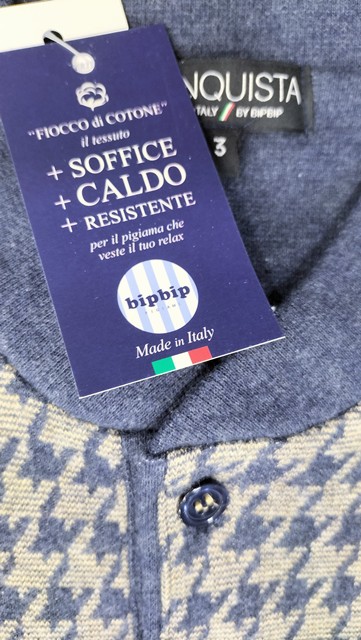 "FIOCCO di COTONE"
il tessuto
+ SOFFICE
+ CALDO
+ RESISTENTE
per il pigiama che
veste il tuo relax
bipbip
Made in Italy
NQUISTA
ITALY BY BIPBIP
3